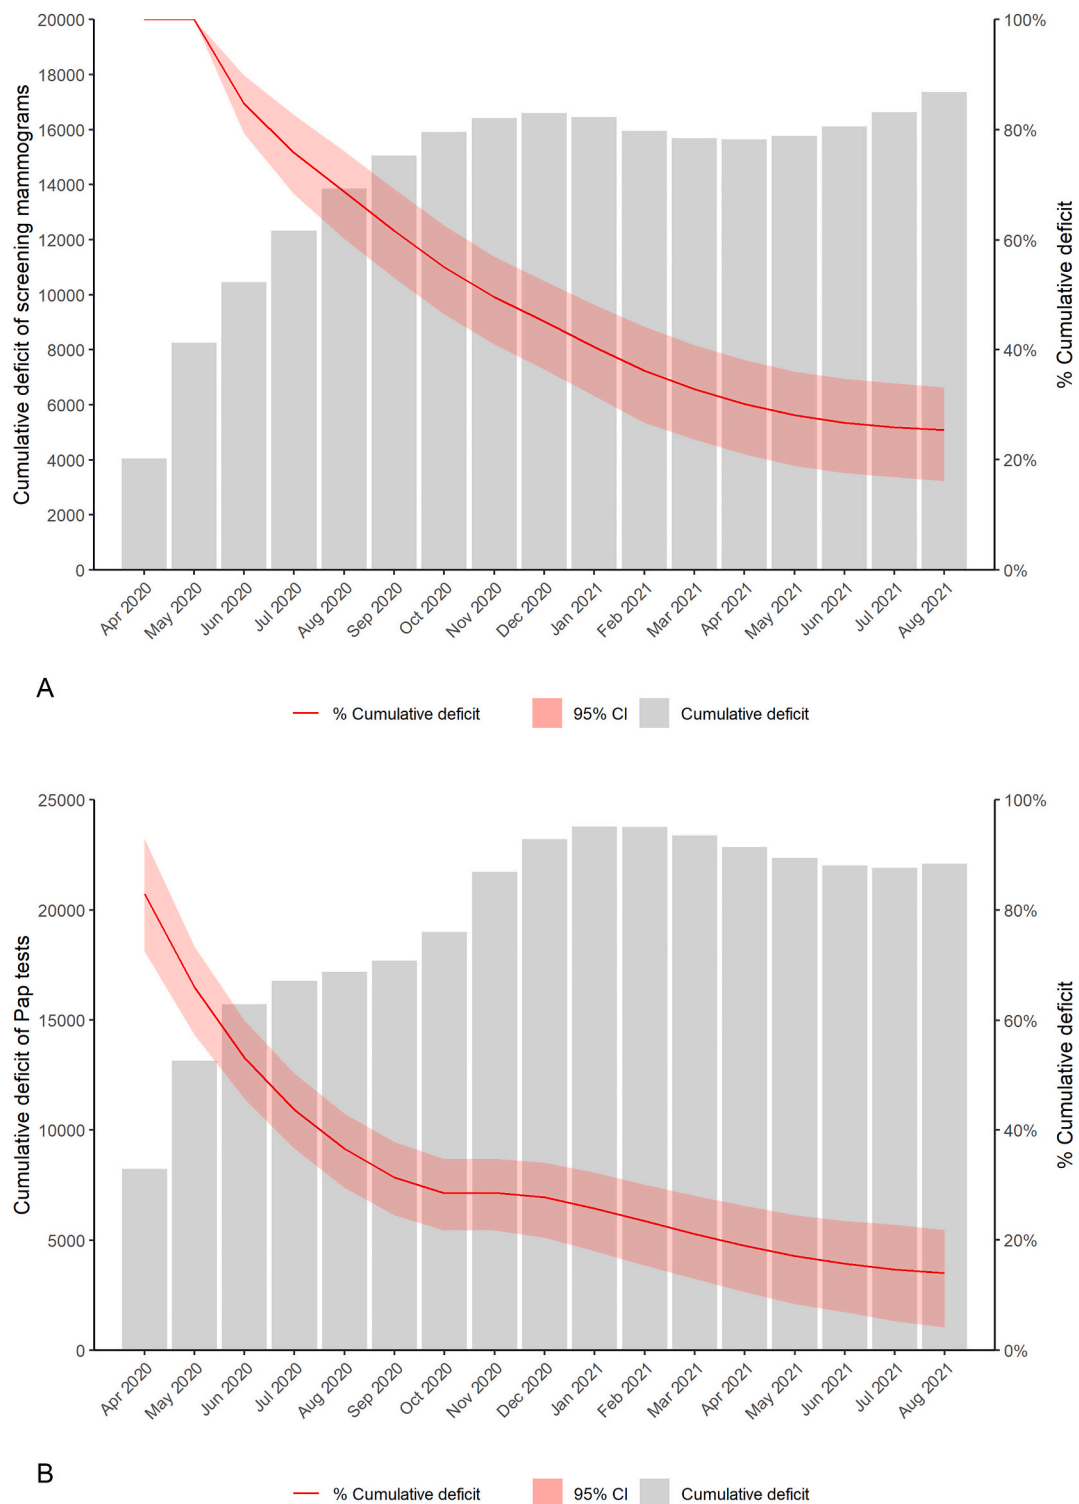 20000
18000
16000
14000
12000
10000
8000
6000
4000
2000
0
Cumulative deficit of screening mammograms
100%
80%
60%
40%
20%
0%
% Cumulative deficit
Apr 2020
May 2020
Jun 2020
Jul 2020
Aug 2020
Sep 2020
Oct 2020
Nov 2020
Dec 2020
Jan 2021
Feb 2021
Mar 2021
Apr 2021
May 2021
Jun 2021
Jul 2021
Aug 2021
A
% Cumulative deficit 95% CI Cumulative deficit
25000
20000
15000
10000
5000
0
Cumulative deficit of Pap tests
100%
80%
60%
40%
20%
0%
% Cumulative deficit
Apr 2020
May 2020
Jun 2020
Jul 2020
Aug 2020
Sep 2020
Oct 2020
Nov 2020
Dec 2020
Jan 2021
Feb 2021
Mar 2021
Apr 2021
May 2021
Jun 2021
Jul 2021
Aug 2021
B
% Cumulative deficit 95% CI Cumulative deficit